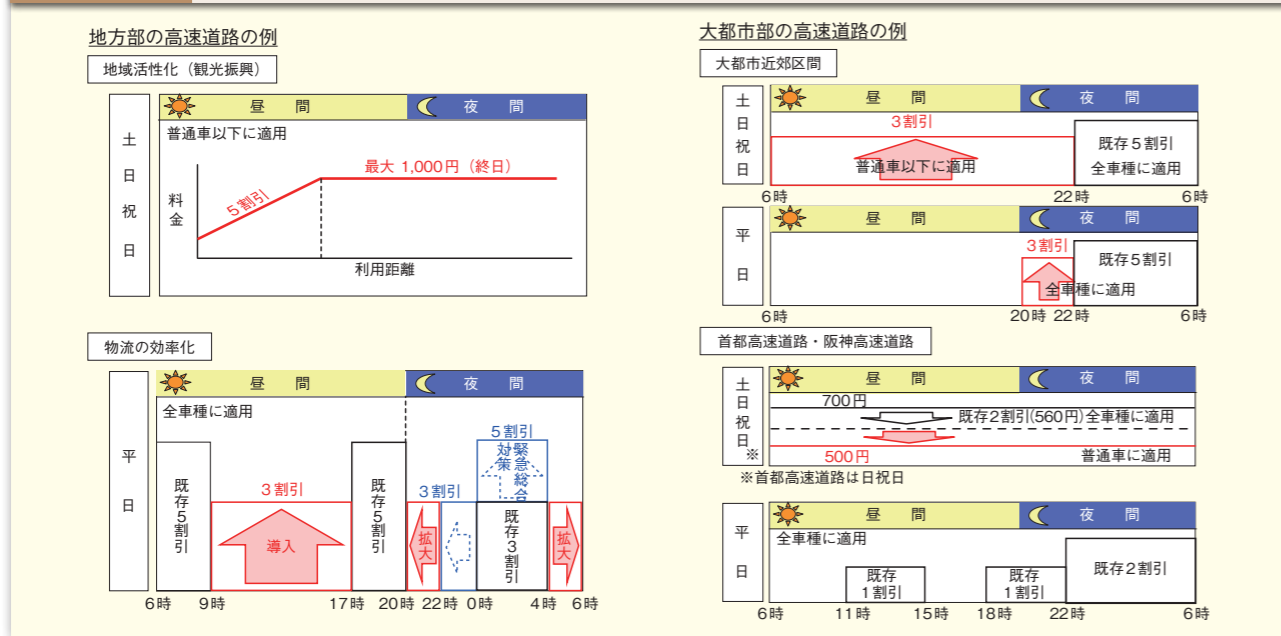 地方部の高速道路の例
地域活性化（観光振興）
土日祝日
昼　間
夜　間
普通車以下に適用
料金
5割引
最大 1,000円（終日）
利用距離
物流の効率化
平日
昼　間
夜　間
全車種に適用
既存5割引
3割引
導入
既存5割引
3割引
拡大
5割引
緊急総合対策
既存3割引
拡大
6時 9時 17時 20時 22時 0時 4時 6時
大都市部の高速道路の例
大都市近郊区間
土日祝日
昼　間
夜　間
3割引
普通車以下に適用
既存5割引
全車種に適用
6時 22時 6時
平日
昼　間
夜　間
3割引
既存5割引
全車種に適用
6時 20時 22時 6時
首都高速道路・阪神高速道路
土日祝日※
昼　間
夜　間
700円
既存2割引(560円)全車種に適用
500円
普通車に適用
※首都高速道路は日祝日
平日
昼　間
夜　間
全車種に適用
既存
1割引
既存
1割引
既存2割引
6時 11時 15時 18時 22時 6時